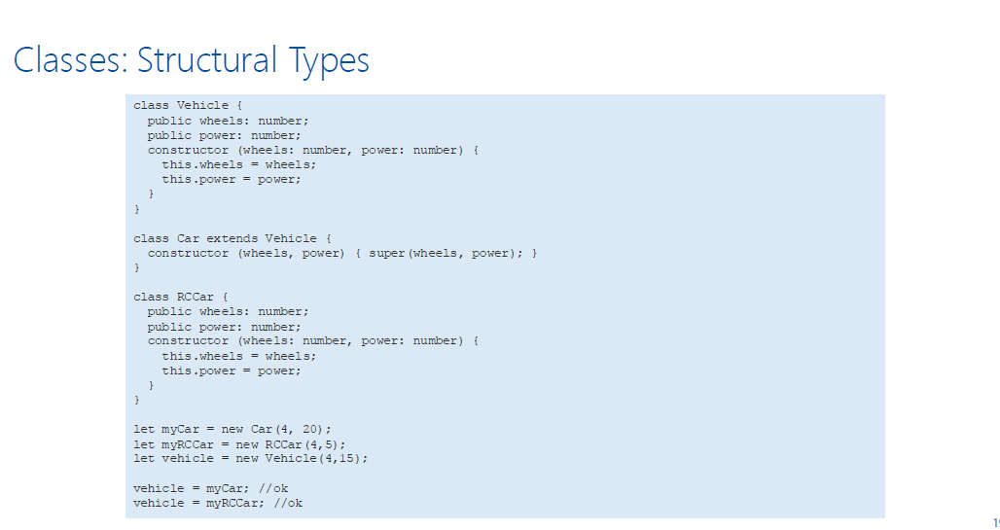 Classes: Structural Types
class Vehicle {
  public wheels: number;
  public power: number;
  constructor (wheels: number, power: number) {
    this.wheels = wheels;
    this.power = power;
  }
}
class Car extends Vehicle {
  constructor (wheels, power) { super(wheels, power); }
}
class RCCar {
  public wheels: number;
  public power: number;
  constructor (wheels: number, power: number) {
    this.wheels = wheels;
    this.power = power;
  }
}
let myCar = new Car(4, 20);
let myRCCar = new RCCar(4,5);
let vehicle = new Vehicle(4,15);
vehicle = myCar; //ok
vehicle = myRCCar; //ok